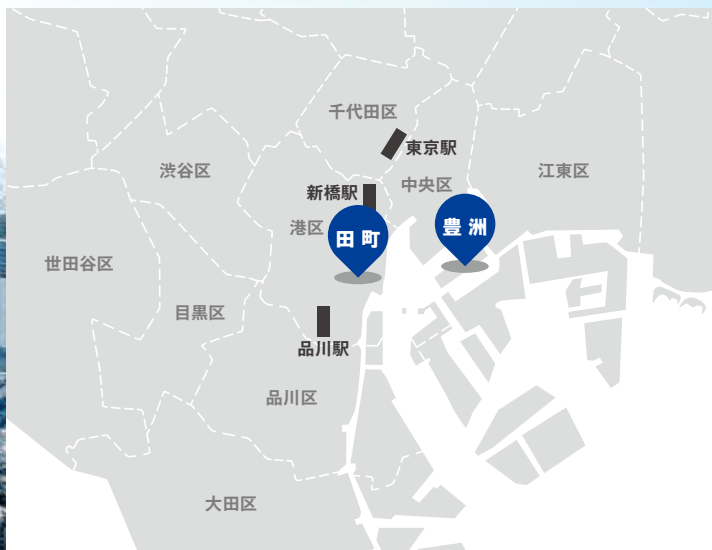 千代田区
東京駅
渋谷区
江東区
中央区
新橋駅
港区
田町
豊洲
世田谷区
目黒区
品川駅
品川区
大田区